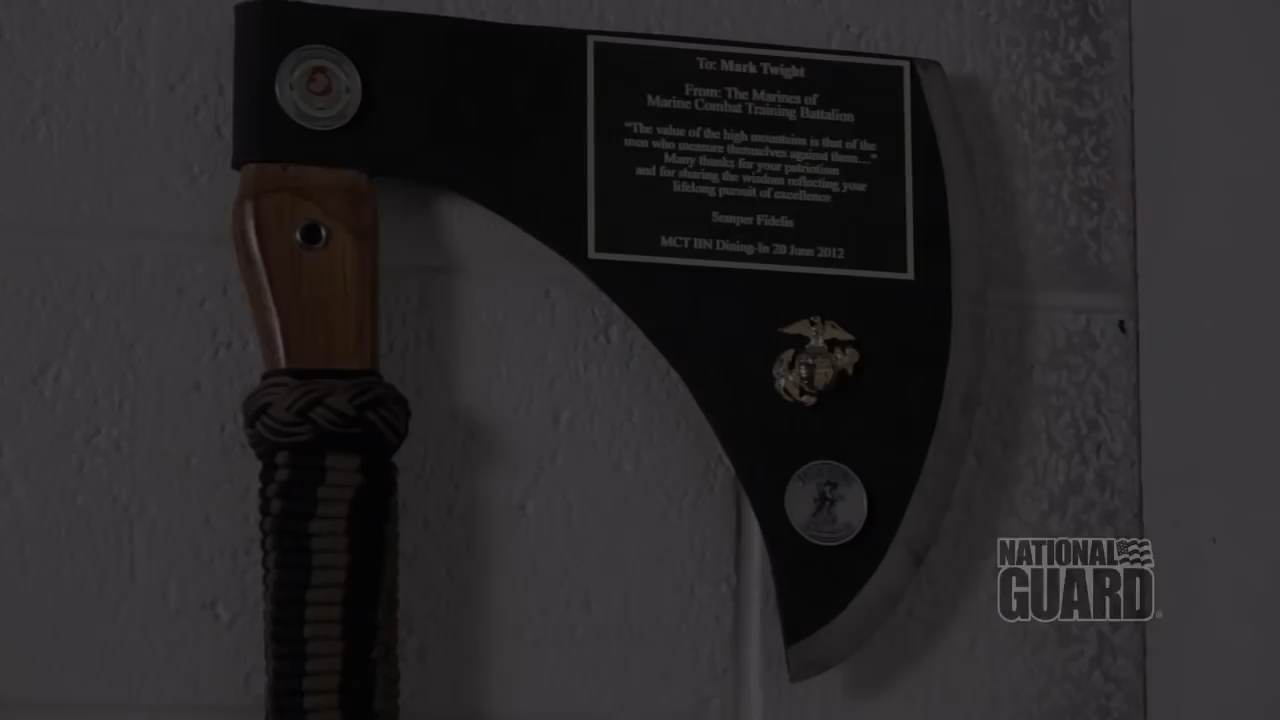 To: Mark Twight
From: The Marines of
Marine Combat Training Battalion
"The value of the high mountains is that of the
men who measure themselves against them..."
Many thanks for your patriotism
and for sharing the wisdom reflecting your
lifelong pursuit of excellence
Semper Fidelis
MCT BN Dining-In 20 June 2012
NATIONAL
GUARD